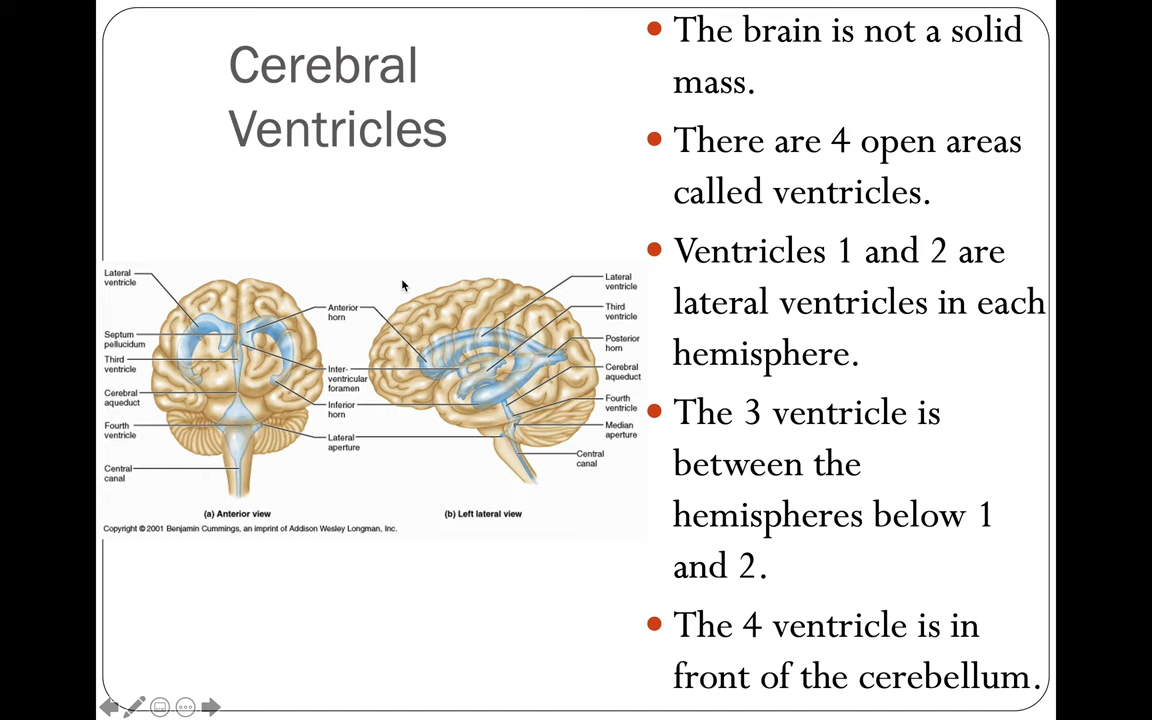 Cerebral
Ventricles
Lateral
ventricle
Septum
pellucidum
Third
ventricle
Cerebral
aqueduct
Fourth
ventricle
Central
canal
Anterior
horn
Inter-
ventricular
foramen
Inferior
horn
Lateral
aperture
Lateral
ventricle
Third
ventricle
Posterior
horn
Cerebral
aqueduct
Fourth
ventricle
Median
aperture
Central
canal
(a) Anterior view
(b) Left lateral view
Copyright © 2001 Benjamin Cummings, an imprint of Addison Wesley Longman, Inc.
The brain is not a solid
mass.
There are 4 open areas
called ventricles.
Ventricles 1 and 2 are
lateral ventricles in each
hemisphere.
The 3 ventricle is
between the
hemispheres below 1
and 2.
The 4 ventricle is in
front of the cerebellum.